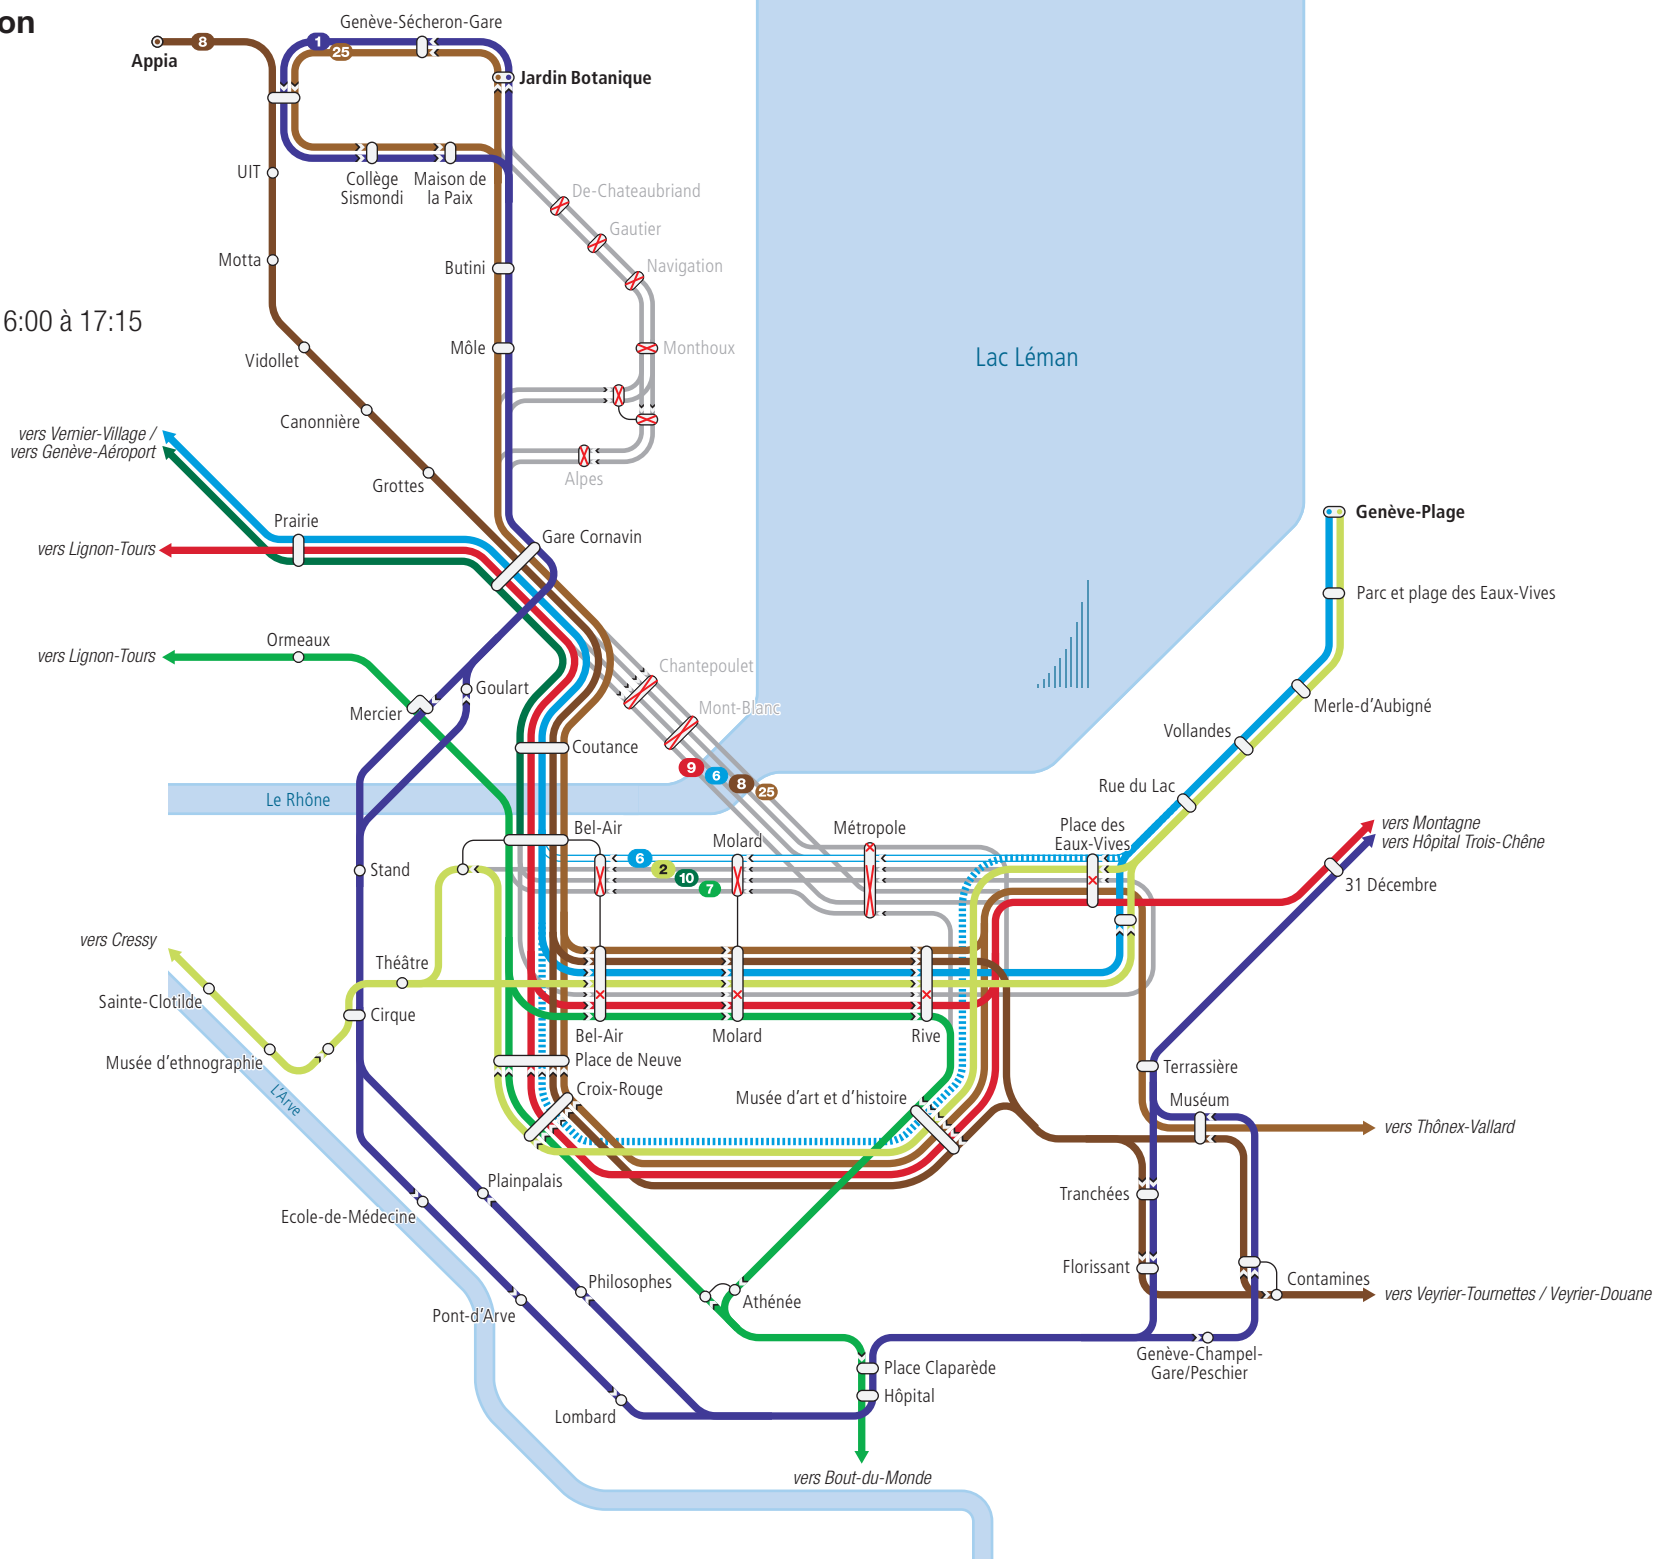 on
Genève-Sécheron-Gare
8
1
25
Appia
Jardin Botanique
UIT
Collège
Sismondi
Maison de
la Paix
De-Chateaubriand
Gautier
Motta
Butini
Navigation
6:00 à 17:15
Vidollet
Môle
Monthoux
Lac Léman
Canonnière
vers Vernier-Village /
vers Genève-Aéroport
Grottes
Alpes
Prairie
Genève-Plage
Gare Cornavin
vers Lignon-Tours
Parc et plage des Eaux-Vives
Ormeaux
vers Lignon-Tours
Chantepoulet
Goulart
Mercier
Mont-Blanc
Merle-d'Aubigné
Vollandes
Coutance
9
6
8
25
Rue du Lac
Le Rhône
Bel-Air
Molard
Métropole
Place des
Eaux-Vives
vers Montagne
vers Hôpital Trois-Chêne
6
2
10
7
Stand
31 Décembre
vers Cressy
Théâtre
Sainte-Clotilde
Cirque
Bel-Air
Molard
Rive
Musée d'ethnographie
Place de Neuve
Terrassière
L'Arve
Croix-Rouge
Musée d'art et d'histoire
Muséum
vers Thônex-Vallard
Plainpalais
Tranchées
Ecole-de-Médecine
Florissant
Philosophes
Contamines
Athénée
vers Veyrier-Tournettes / Veyrier-Douane
Pont-d'Arve
Genève-Champel-
Gare/Peschier
Place Claparède
Hôpital
Lombard
vers Bout-du-Monde